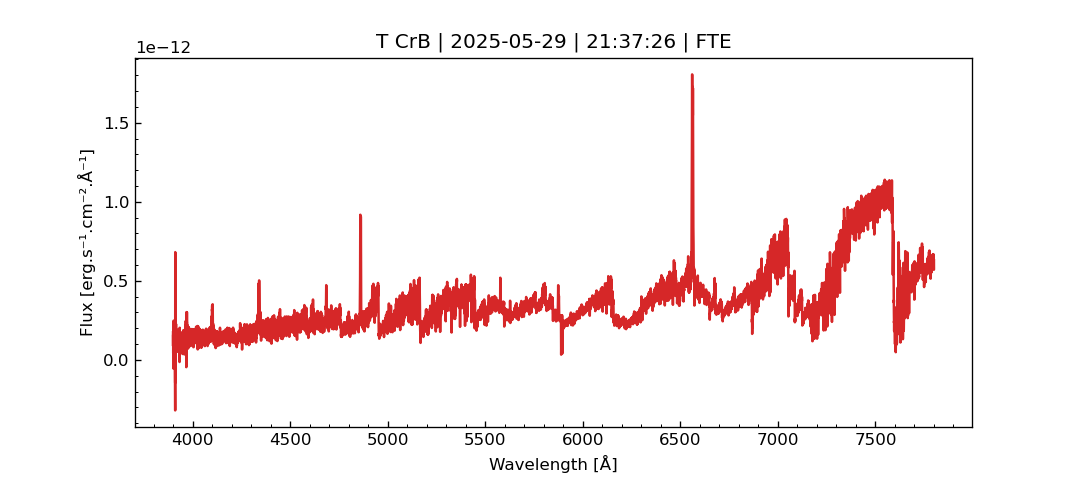 T CrB | 2025-05-29 | 21:37:26 | FTE
1e−12
1.5
1.0
0.5
0.0
Flux [erg.s⁻¹.cm⁻².Å⁻¹]
4000 4500 5000 5500 6000 6500 7000 7500
Wavelength [Å]